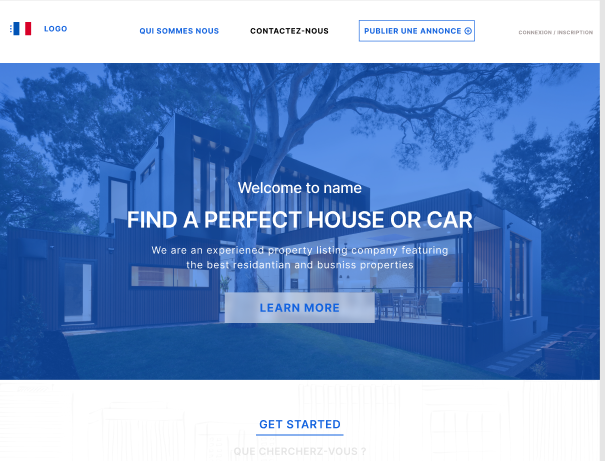 LOGO
QUI SOMMES NOUS
CONTACTEZ-NOUS
PUBLIER UNE ANNONCE
CONNEXION / INSCRIPTION
Welcome to name
FIND A PERFECT HOUSE OR CAR
We are an experiened property listing company featuring
the best residantian and busniss properties
LEARN MORE
GET STARTED
QUE CHERCHERZ-VOUS ?